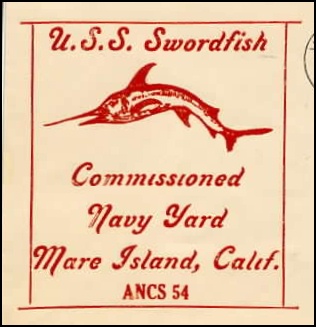 U.S.S. Swordfish
Commissioned
Navy Yard
Mare Island, Calif.
ANCS 54